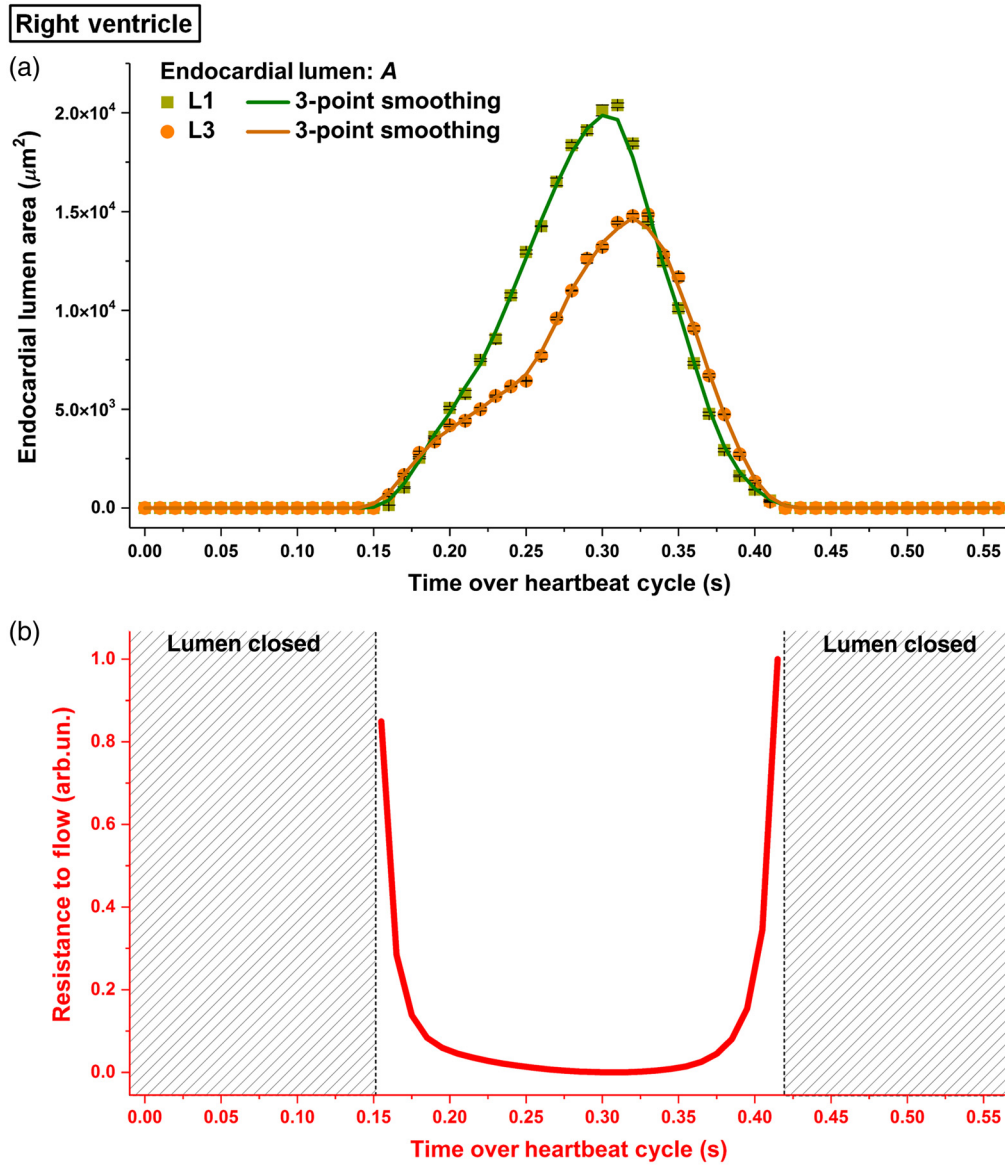 Right ventricle
(a)
Endocardial lumen: A
L1 3-point smoothing
L3 3-point smoothing
Endocardial lumen area (μm²)
2.0×10⁴
1.5×10⁴
1.0×10⁴
5.0×10³
0.0
0.00 0.05 0.10 0.15 0.20 0.25 0.30 0.35 0.40 0.45 0.50 0.55
Time over heartbeat cycle (s)
(b)
Lumen closed Lumen closed
Resistance to flow (arb.un.)
1.0
0.8
0.6
0.4
0.2
0.0
0.00 0.05 0.10 0.15 0.20 0.25 0.30 0.35 0.40 0.45 0.50 0.55
Time over heartbeat cycle (s)